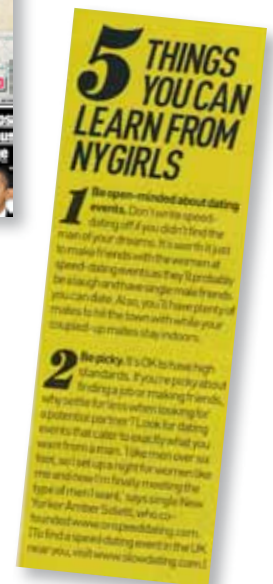 5 THINGS
YOU CAN
LEARN FROM
NYGIRLS
1 Be open-minded about dating
events. Don't write speed-
dating off if you didn't find the
man of your dreams. It's worth it just
to make friends with the women at
speed-dating events as they'll probably
be a laugh and have single male friends
you can date. Also, you'll have plenty of
mates to hit the town with while your
coupled-up mates stay indoors.
2 Be picky. It's OK to have high
standards. If you're picky about
finding a job or making friends,
why settle for less when looking for
a potential partner? Look for dating
events that cater to exactly what you
want from a man. 'I like men over six
foot, so I set up a night for women like
me and now I'm finally meeting the
type of men I want,' says single New
Yorker Amber Soletti, who co-
founded www.onspeeddating.com.
(To find a speed dating event in the UK
near you, visit www.slowdating.com.)